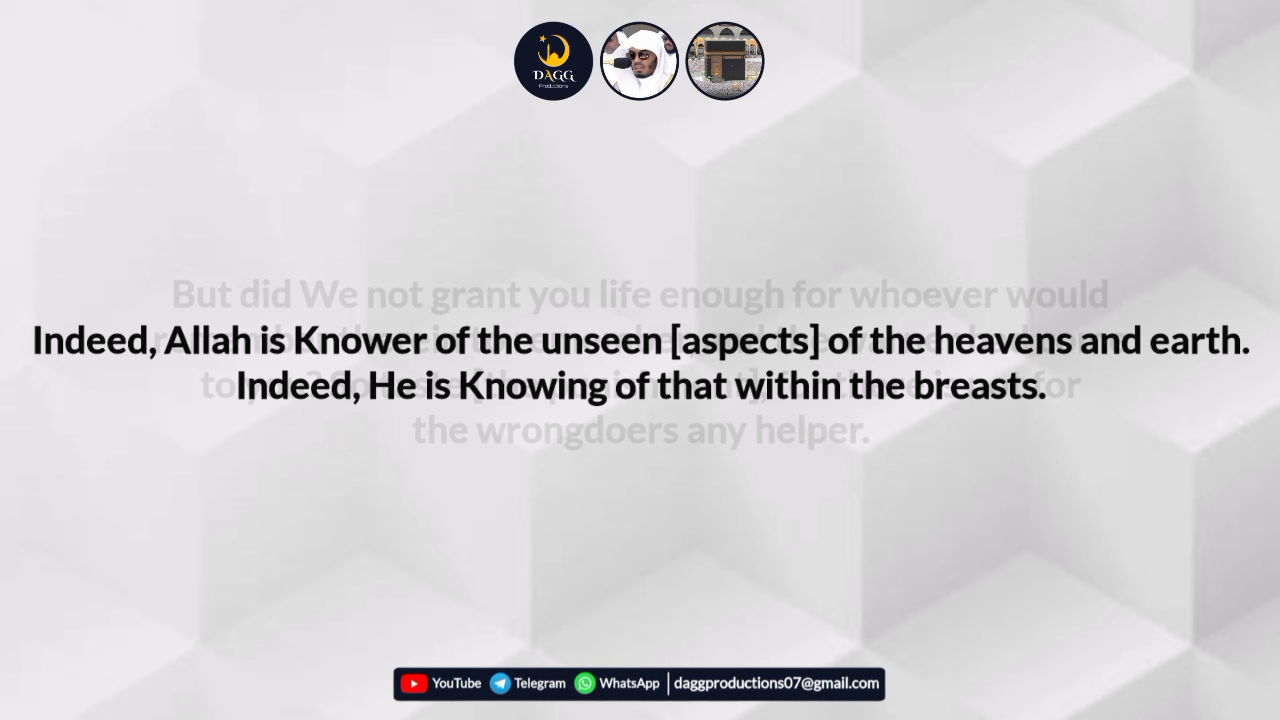 DAGG
Productions
But did We not grant you life enough for whoever would
Indeed, Allah is Knower of the unseen [aspects] of the heavens and earth.
Indeed, He is Knowing of that within the breasts.
the wrongdoers any helper.
YouTube Telegram WhatsApp | daggproductions07@gmail.com